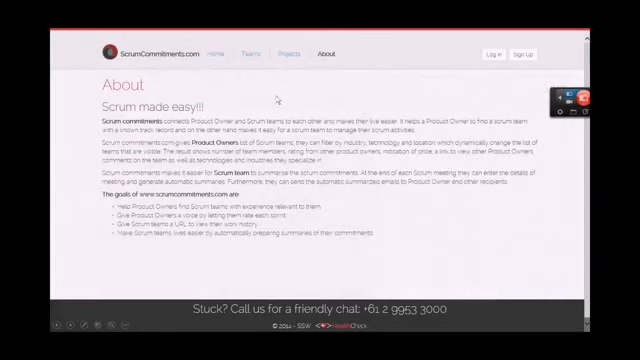 ScrumCommitments.com Home Teams Projects About Log in Sign up
About
Scrum made easy!!!
Scrum commitments connects Product Owner and Scrum teams to each other and makes their live easier. It helps a Product Owner to find a scrum team
with a known track record and on the other hand makes it easy for a scrum team to manage their scrum activities.
Scrum commitments.com gives Product Owners list of Scrum teams, they can filter by industry, technology and location which dynamically change the list
of teams that are visible. The result shows number of team members, rating from other product owners, indication of price, a link to view other Product Owners
comments on the team as well as technologies and industries they specialize in.
Scrum commitments makes it easier for Scrum team to summarise the scrum commitments. At the end of each Scrum meeting they can enter the details of
meeting and generate automatic summaries. Furthermore, they can send the automatic summarized emails to Product Owner and other recipients.
The goals of www.scrumcommitments.com are:
Help Product Owners find Scrum teams with experience relevant to them
Give Product Owners a voice by letting them rate each sprint
Give Scrum teams a URL to view their work history
Make Scrum teams lives easier by automatically preparing summaries of their commitments
Stuck? Call us for a friendly chat: +61 2 9953 3000
© 2014 - SSW <❤> HealthCheck